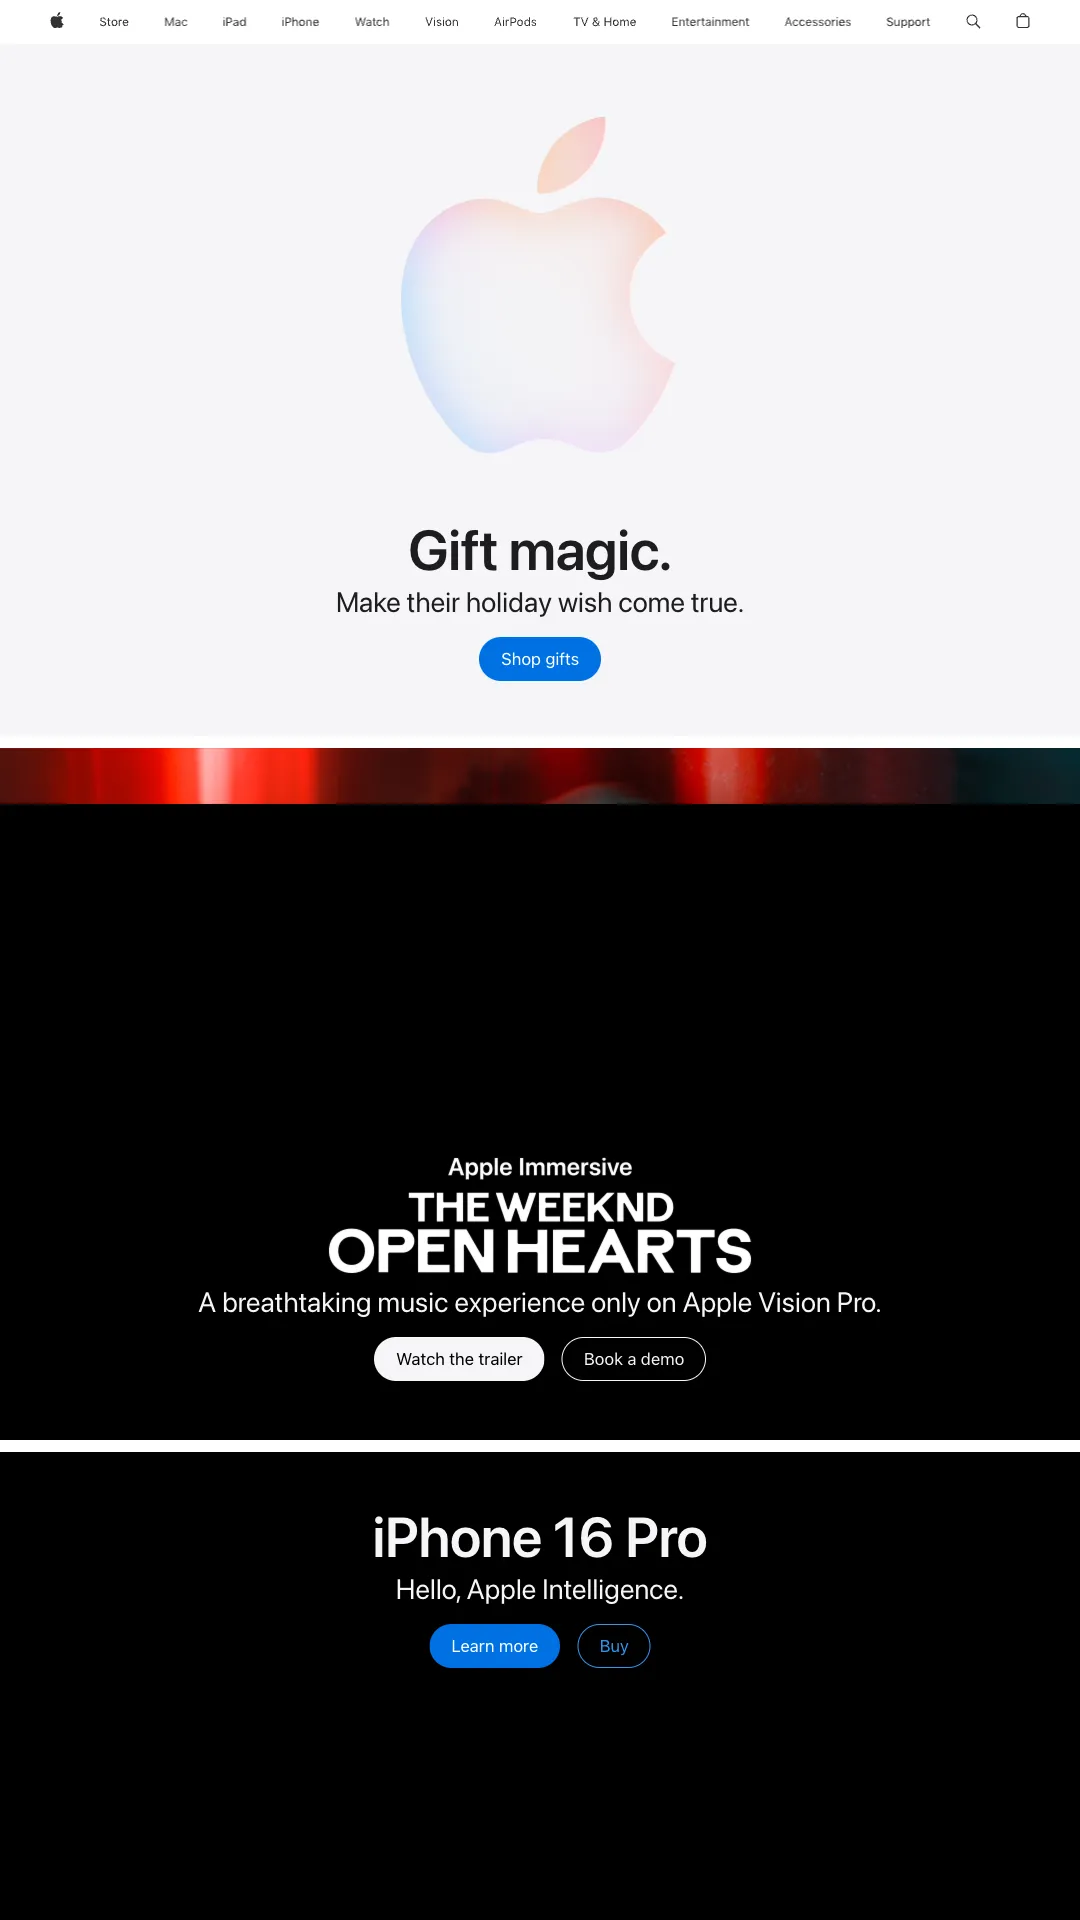 Store Mac iPad iPhone Watch Vision AirPods TV & Home Entertainment Accessories Support
Gift magic.
Make their holiday wish come true.
Shop gifts
Apple Immersive
THE WEEKND
OPEN HEARTS
A breathtaking music experience only on Apple Vision Pro.
Watch the trailer Book a demo
iPhone 16 Pro
Hello, Apple Intelligence.
Learn more Buy